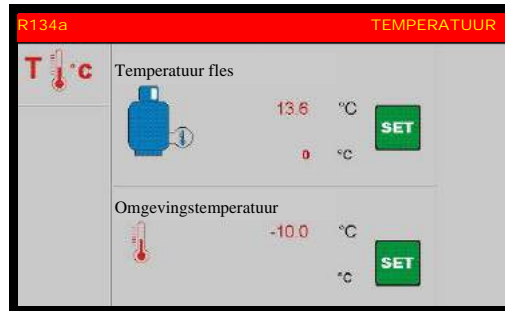 R134a TEMPERATUUR
T °C
Temperatuur fles
13.6 °C
SET
0 °C
Omgevingstemperatuur
-10.0 °C
SET
°C